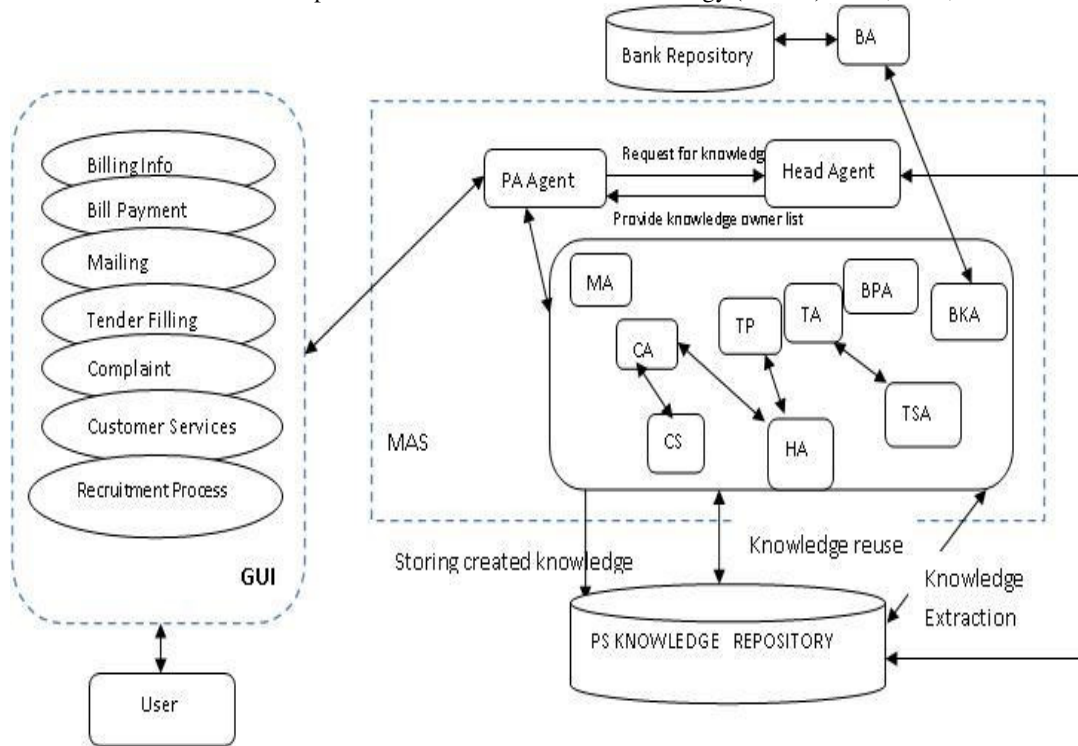 Bank Repository
BA
Billing Info
Bill Payment
Mailing
Tender Filling
Complaint
Customer Services
Recruitment Process
GUI
User
PA Agent
Request for knowledge
Head Agent
Provide knowledge owner list
MA
CA
CS
TP
HA
TA
BPA
TSA
BKA
MAS
Storing created knowledge
Knowledge reuse
Knowledge
Extraction
PS KNOWLEDGE REPOSITORY